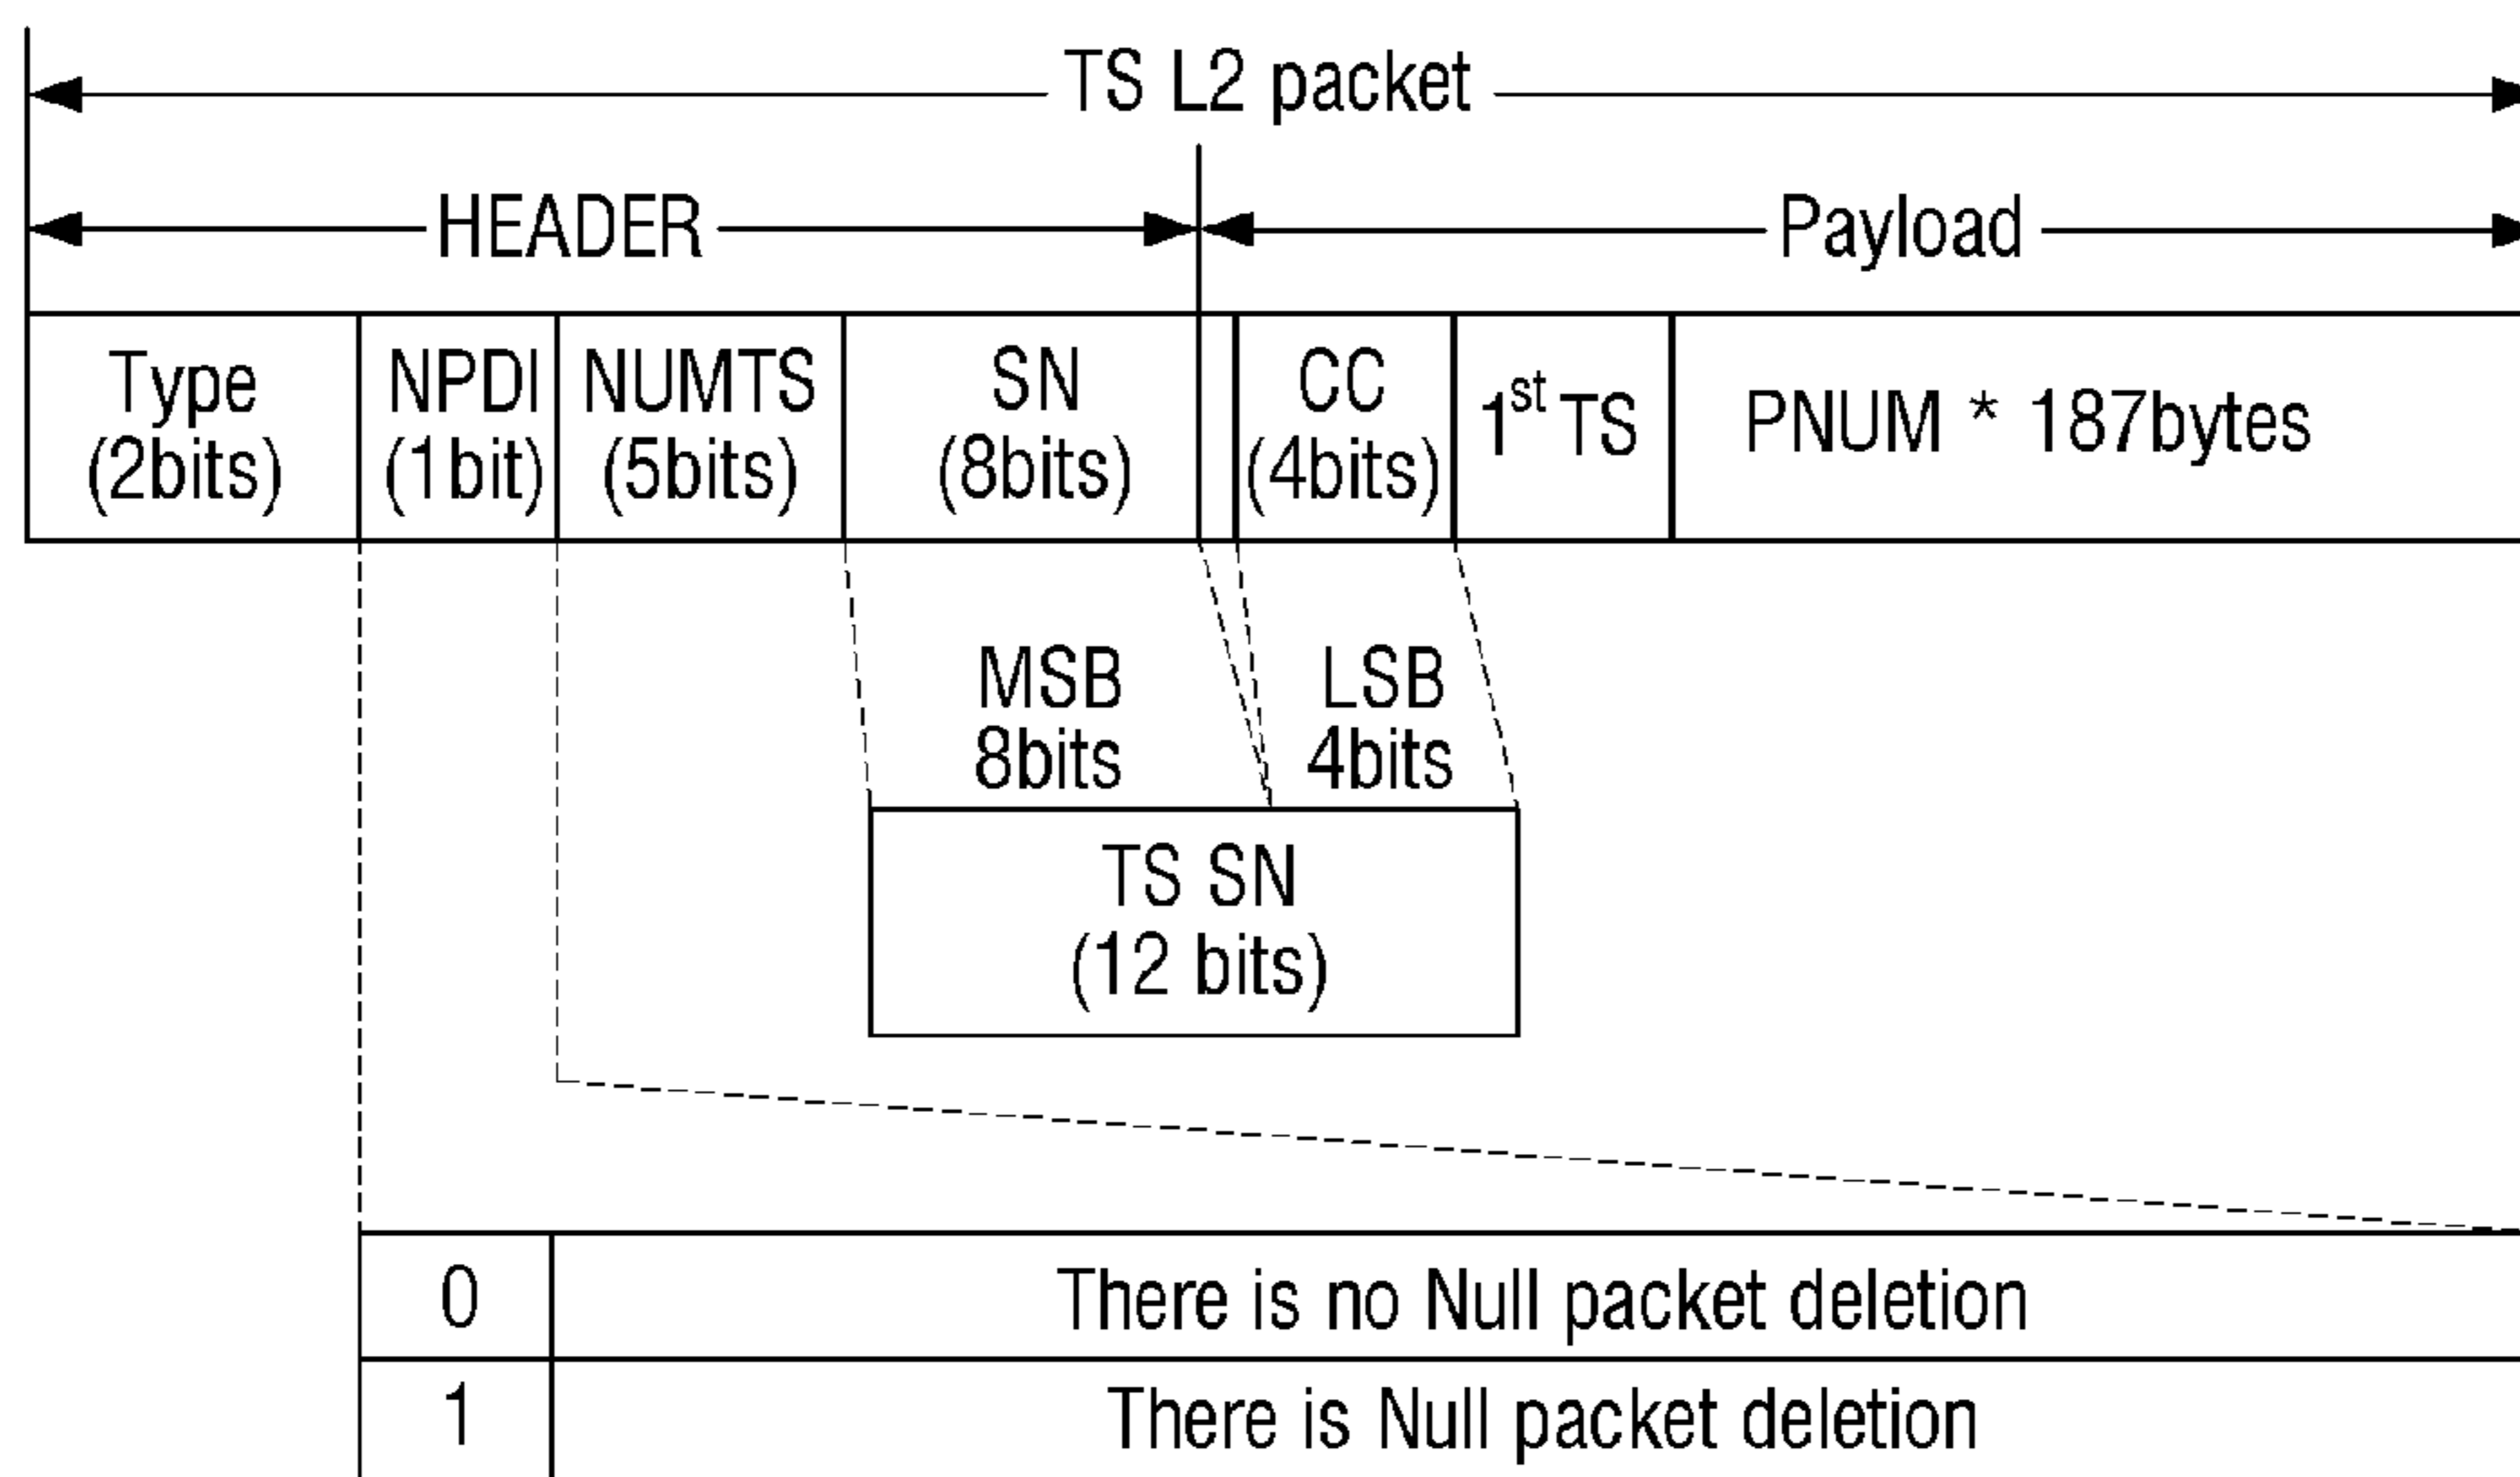 TS L2 packet
HEADER Payload
Type NPDI NUMTS SN CC 1st TS PNUM * 187bytes
(2bits) (1bit) (5bits) (8bits) (4bits)
MSB LSB
8bits 4bits
TS SN
(12 bits)
0 There is no Null packet deletion
1 There is Null packet deletion